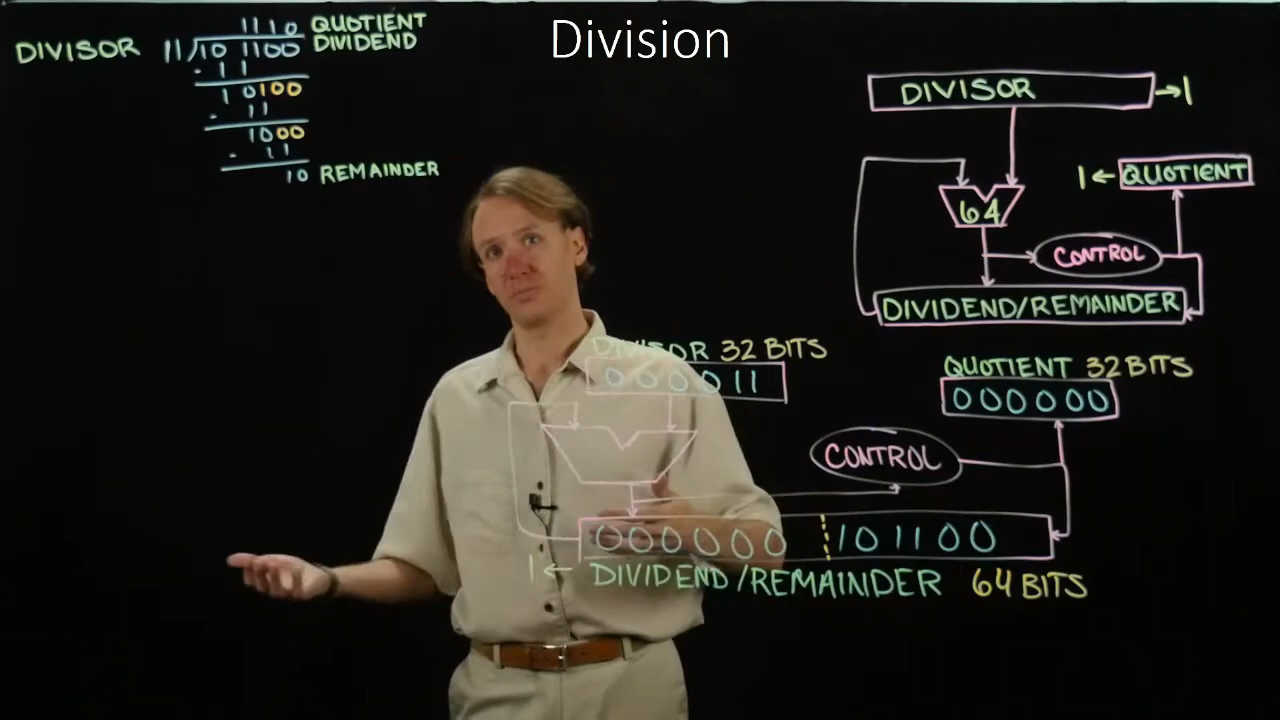 Division
1110 QUOTIENT
DIVISOR 11 101100 DIVIDEND
- 11
10100
- 11
1000
- 11
10 REMAINDER
DIVISOR → 1
1 ← QUOTIENT
64
CONTROL
DIVIDEND/REMAINDER
DIVISOR 32 BITS
000011
QUOTIENT 32 BITS
000000
CONTROL
000000 101100
1 ← DIVIDEND/REMAINDER 64 BITS